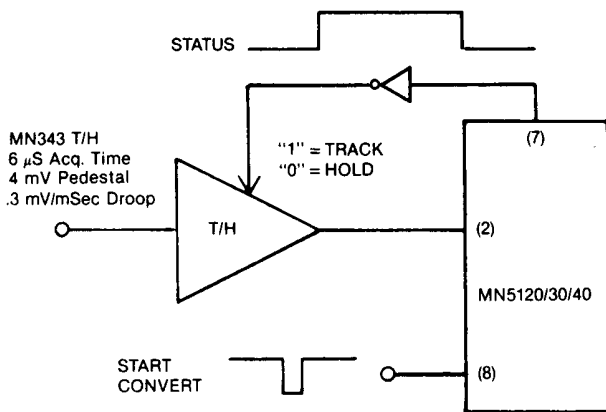 STATUS
(7)
MN343 T/H
6 µS Acq. Time
4 mV Pedestal
.3 mV/mSec Droop
"1" = TRACK
"0" = HOLD
T/H
(2)
MN5120/30/40
START
CONVERT
(8)